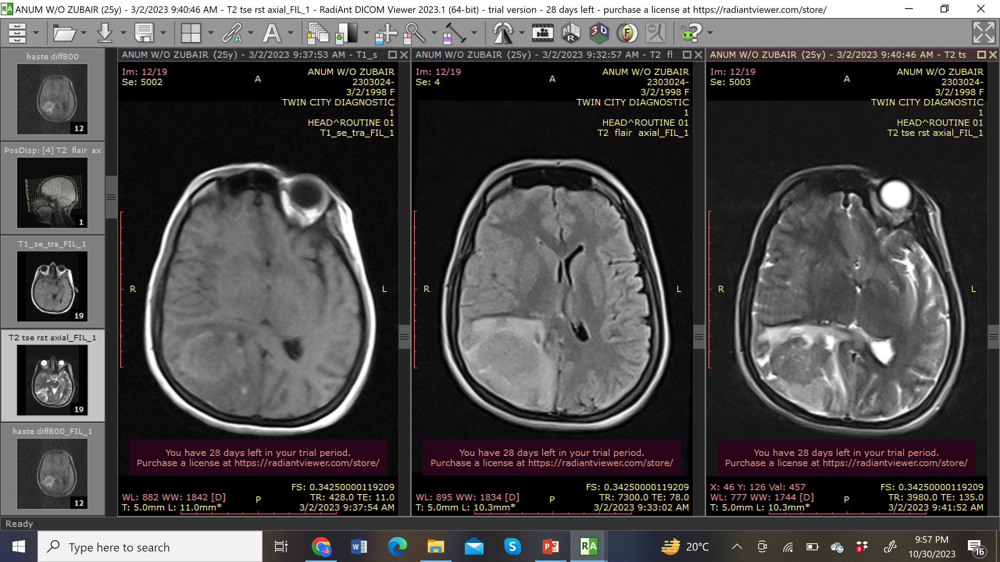 ANUM W/O ZUBAIR (25y) - 3/2/2023 9:40:46 AM - T2 tse rst axial_FIL_1 - RadiAnt DICOM Viewer 2023.1 (64-bit) - trial version - 28 days left - purchase a license at https://radiantviewer.com/store/
haste diff800
12
PosDisp: [4] T2 flair ax
1
T1_se_tra_FIL_1
19
T2 tse rst axial_FIL_1
19
haste diff800_FIL_1
12
ANUM W/O ZUBAIR (25y) - 3/2/2023 9:37:53 AM - T1_s
Im: 12/19
Se: 5002
A
ANUM W/O ZUBAIR
2303024-
3/2/1998 F
TWIN CITY DIAGNOSTIC
1
HEAD^ROUTINE 01
T1_se_tra_FIL_1
R
L
You have 28 days left in your trial period.
Purchase a license at https://radiantviewer.com/store/
FS: 0.34250000119209
WL: 882 WW: 1842 [D]
P
TR: 428.0 TE: 11.0
T: 5.0mm L: 11.0mm*
3/2/2023 9:37:54 AM
ANUM W/O ZUBAIR (25y) - 3/2/2023 9:32:57 AM - T2 fl
Im: 12/19
Se: 4
A
ANUM W/O ZUBAIR
2303024-
3/2/1998 F
TWIN CITY DIAGNOSTIC
1
HEAD^ROUTINE 01
T2 flair axial_FIL_1
R
L
You have 28 days left in your trial period.
Purchase a license at https://radiantviewer.com/store/
FS: 0.34250000119209
WL: 895 WW: 1834 [D]
P
TR: 7300.0 TE: 78.0
T: 5.0mm L: 10.3mm*
3/2/2023 9:33:02 AM
ANUM W/O ZUBAIR (25y) - 3/2/2023 9:40:46 AM - T2 ts
Im: 12/19
Se: 5003
A
ANUM W/O ZUBAIR
2303024-
3/2/1998 F
TWIN CITY DIAGNOSTIC
1
HEAD^ROUTINE 01
T2 tse rst axial_FIL_1
R
L
You have 28 days left in your trial period.
Purchase a license at https://radiantviewer.com/store/
X: 46 Y: 126 Val: 457
FS: 0.34250000119209
WL: 777 WW: 1744 [D]
P
TR: 3980.0 TE: 135.0
T: 5.0mm L: 10.3mm*
3/2/2023 9:41:52 AM
Ready
Type here to search
20°C
9:57 PM
10/30/2023
16